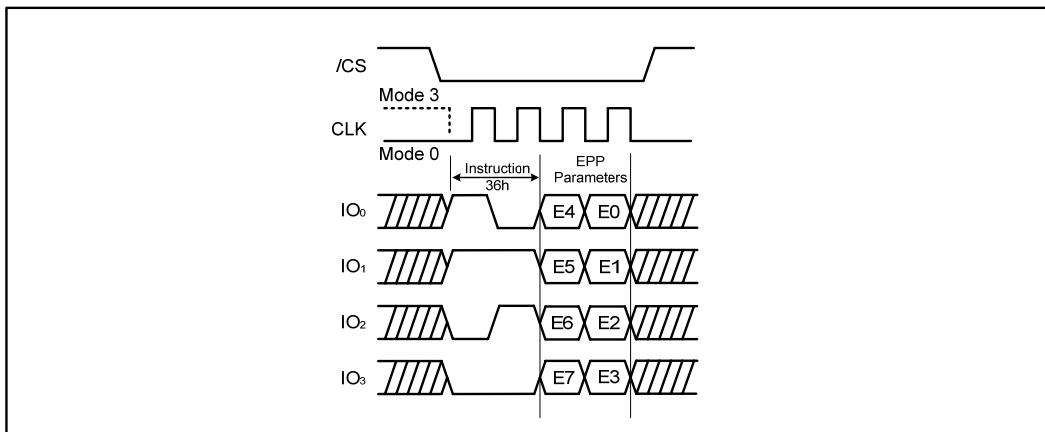 /CS
Mode 3
CLK
Mode 0
Instruction
36h
EPP
Parameters
IO₀
E4
E0
IO₁
E5
E1
IO₂
E6
E2
IO₃
E7
E3